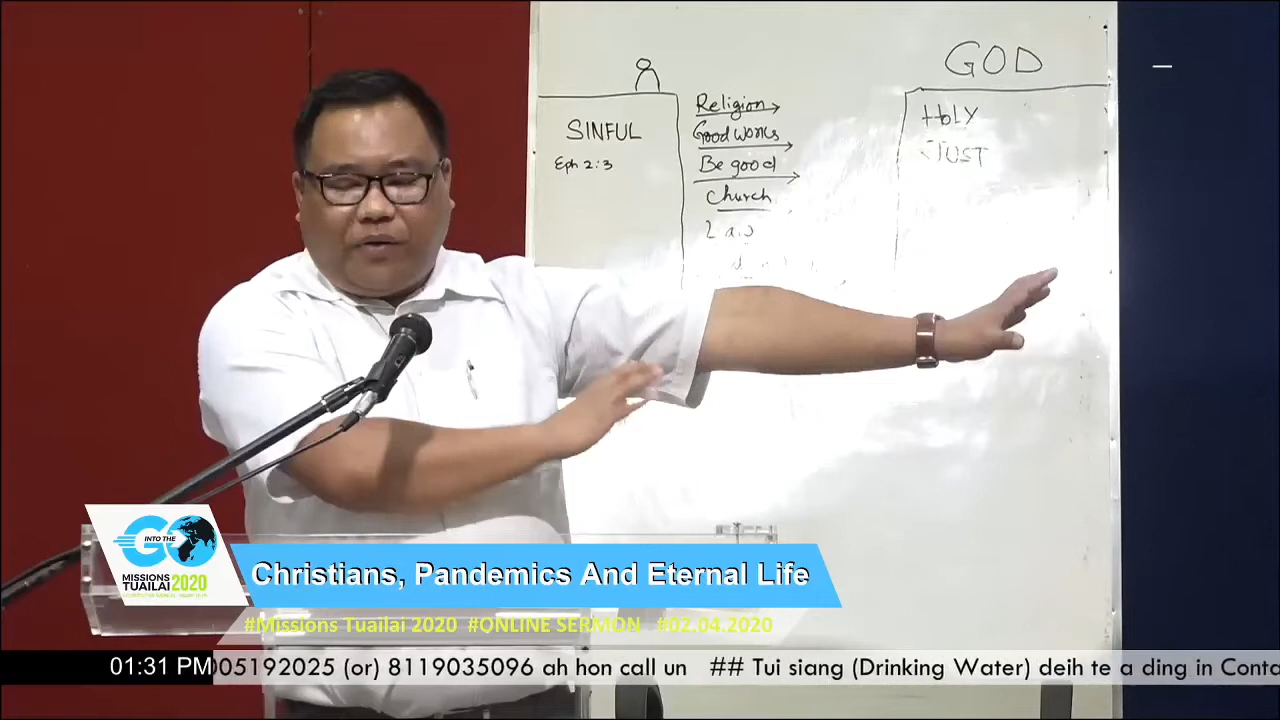 GOD
Religion
HOLY
SINFUL
Good works
JUST
Eph 2:3
Be good
Church
Law
GO
INTO THE
MISSIONS
TUAILAI 2020
Christians, Pandemics And Eternal Life
#Missions Tuailai 2020 #ONLINE SERMON #02.04.2020
01:31 PM 005192025 (or) 8119035096 ah hon call un ## Tui siang (Drinking Water) deih te a ding in Conta